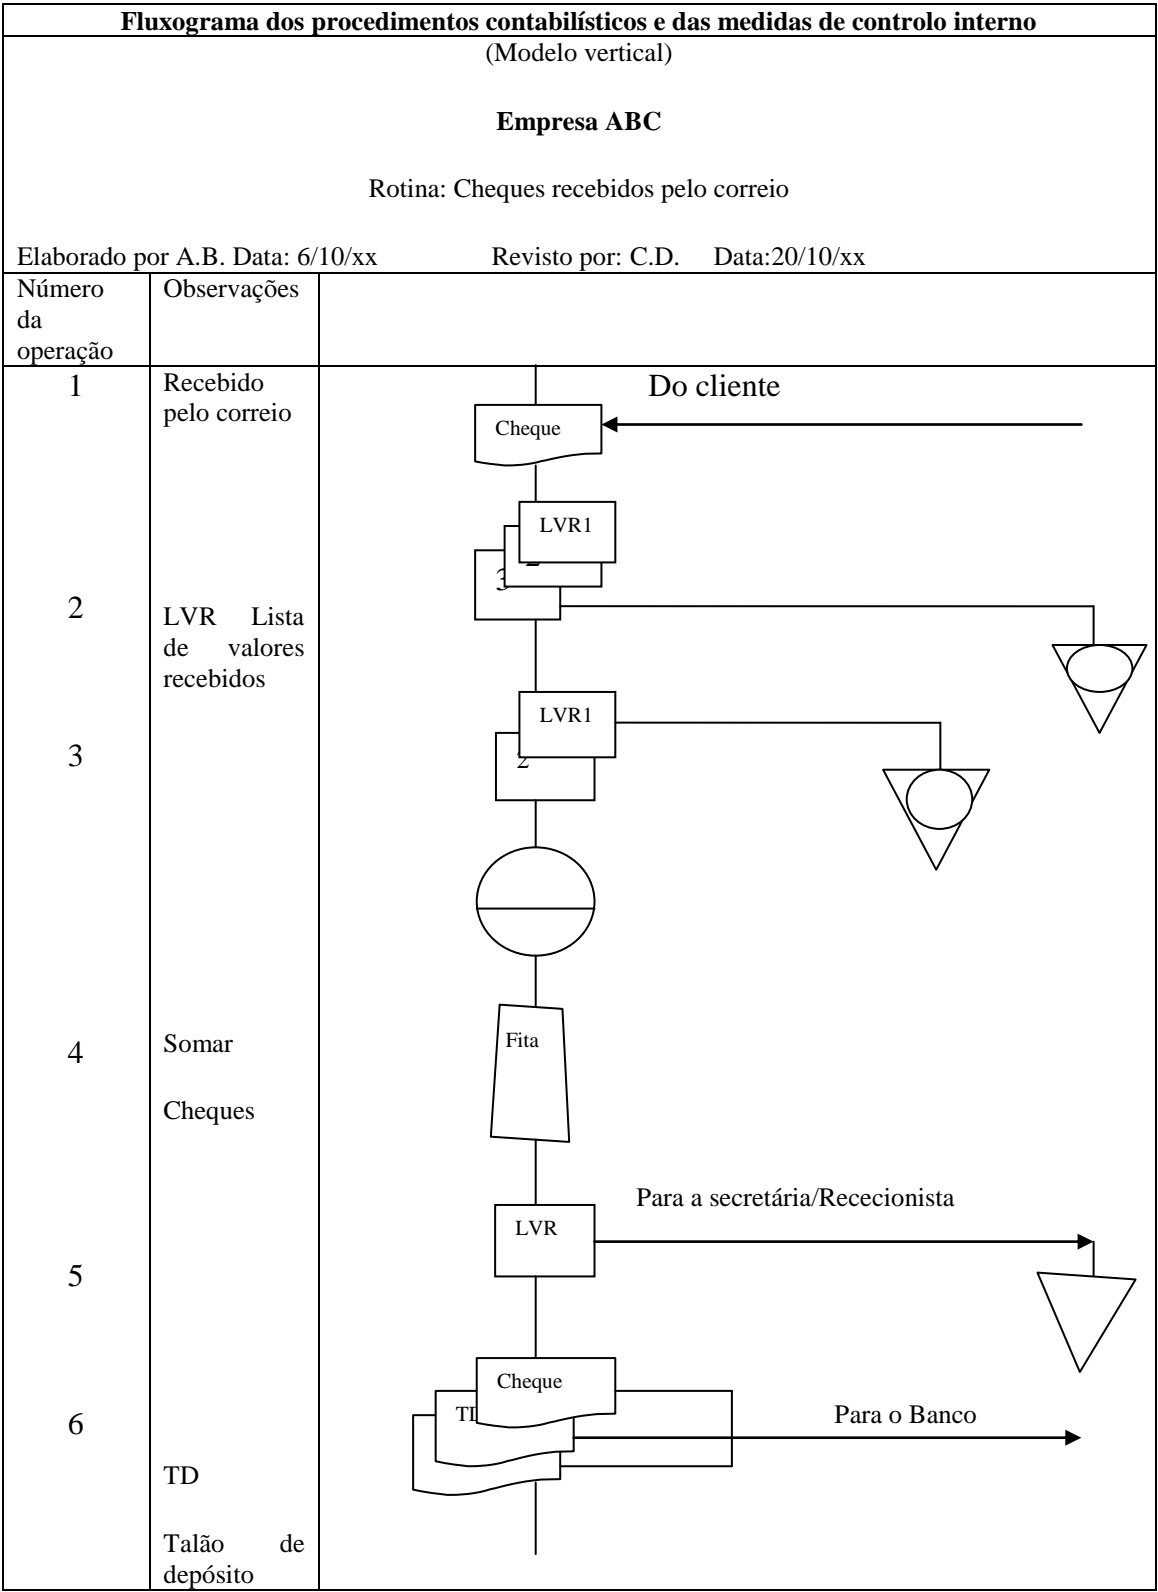 Fluxograma dos procedimentos contabilísticos e das medidas de controlo interno
(Modelo vertical)
Empresa ABC
Rotina: Cheques recebidos pelo correio
Elaborado por A.B. Data: 6/10/xx Revisto por: C.D. Data:20/10/xx
Número
da
operação
Observações
1
Recebido
pelo correio
Do cliente
Cheque
LVR1
3
2
LVR Lista
de valores
recebidos
LVR1
2
3
4
Somar
Cheques
Fita
Para a secretária/Rececionista
LVR
5
Cheque
6
Para o Banco
TD
Talão de
depósito